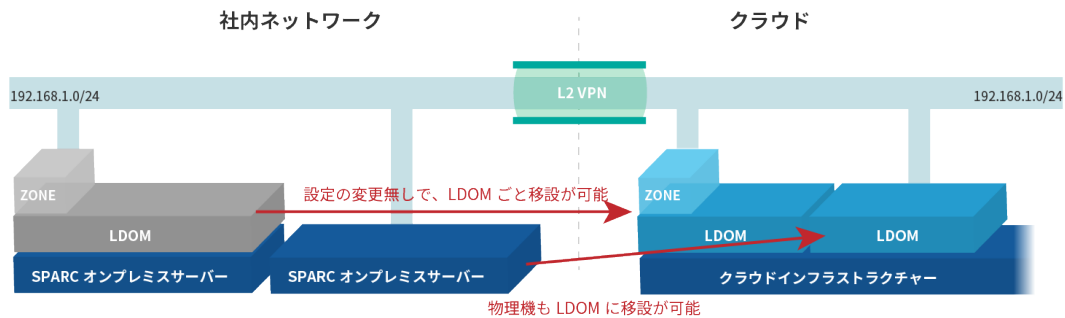 社内ネットワーク
クラウド
192.168.1.0/24
L2 VPN
192.168.1.0/24
ZONE
設定の変更無しで、LDOM ごと移設が可能
ZONE
LDOM
LDOM
LDOM
SPARC オンプレミスサーバー
SPARC オンプレミスサーバー
クラウドインフラストラクチャー
物理機も LDOM に移設が可能